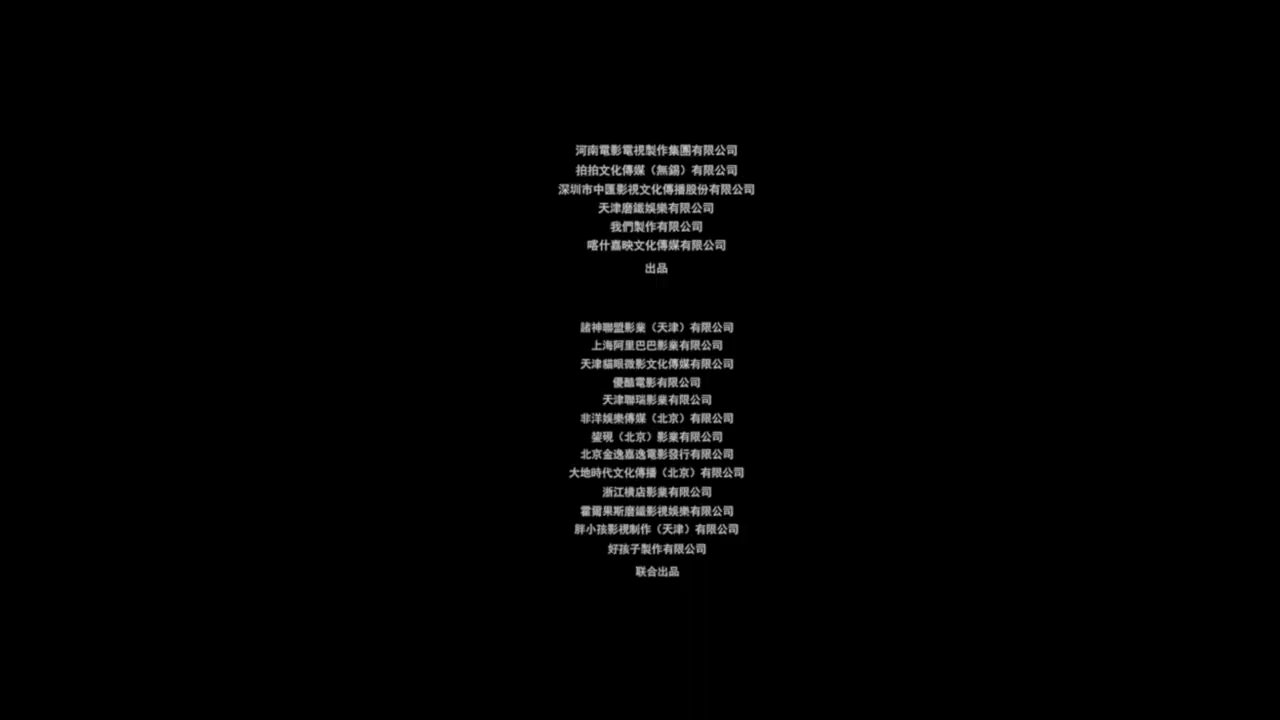 河南電影電視製作集團有限公司
拍拍文化傳媒（無錫）有限公司
深圳市中匯影視文化傳播股份有限公司
天津磨鐵娛樂有限公司
我們製作有限公司
喀什嘉映文化傳媒有限公司
出品
諸神聯盟影業（天津）有限公司
上海阿里巴巴影業有限公司
天津貓眼微影文化傳媒有限公司
優酷電影有限公司
天津聯瑞影業有限公司
非洋娛樂傳媒（北京）有限公司
（北京）影業有限公司
北京金逸嘉逸電影發行有限公司
大地時代文化傳播（北京）有限公司
浙江橫店影業有限公司
霍爾果斯磨鐵影視娛樂有限公司
胖小孩影視制作（天津）有限公司
好孩子製作有限公司
联合出品